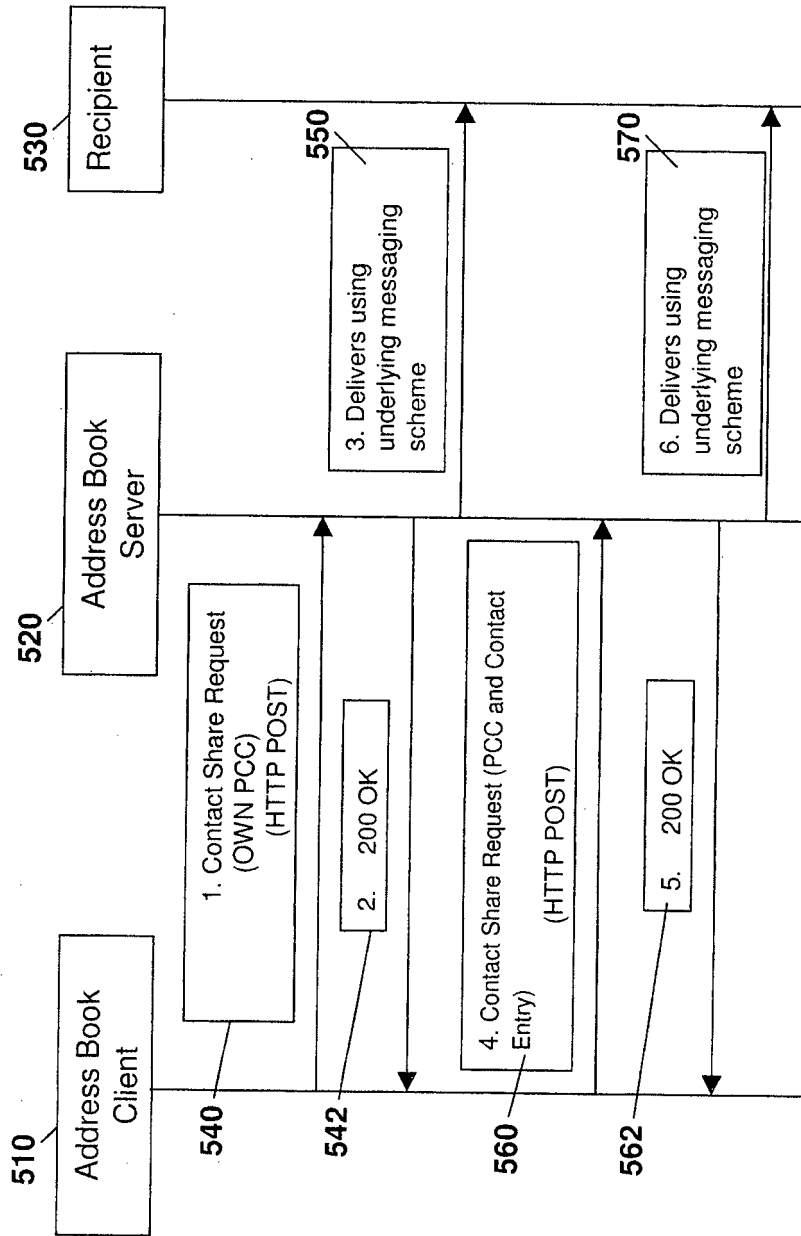 510
Address Book
Client
520
Address Book
Server
530
Recipient
540
1. Contact Share Request
(OWN PCC)
(HTTP POST)
542
2. 200 OK
550
3. Delivers using
underlying messaging
scheme
560
4. Contact Share Request (PCC and Contact
Entry)
(HTTP POST)
562
5. 200 OK
570
6. Delivers using
underlying messaging
scheme